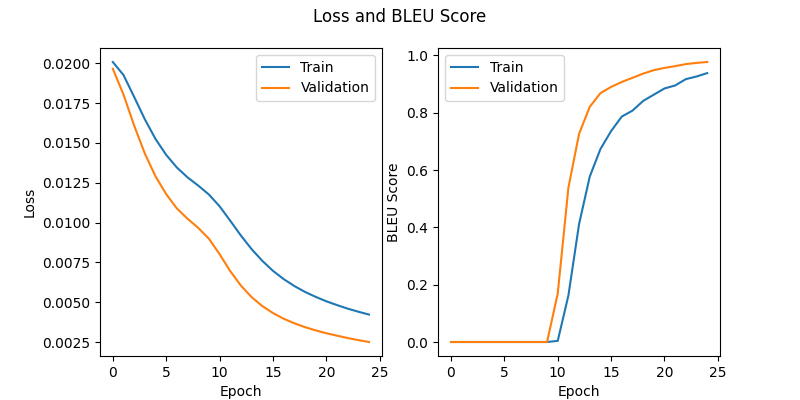 Loss and BLEU Score
Loss
0.0200
0.0175
0.0150
0.0125
0.0100
0.0075
0.0050
0.0025
Train
Validation
0 5 10 15 20 25
Epoch
BLEU Score
1.0
0.8
0.6
0.4
0.2
0.0
Train
Validation
0 5 10 15 20 25
Epoch